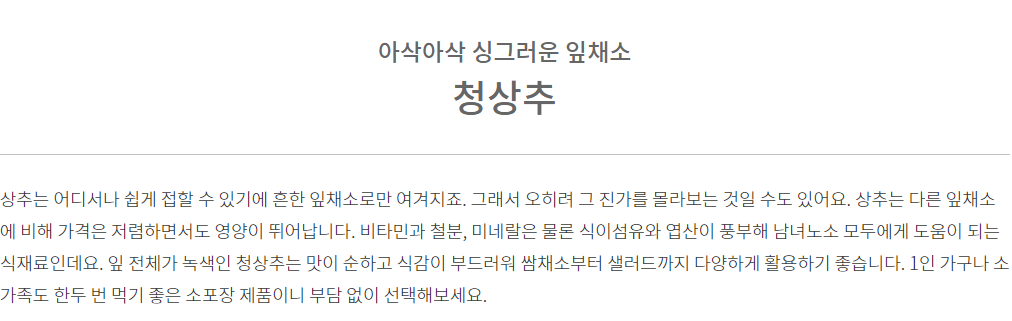 아삭아삭 싱그러운 잎채소
청상추
상추는 어디서나 쉽게 접할 수 있기에 흔한 잎채소로만 여겨지죠. 그래서 오히려 그 진가를 몰라보는 것일 수도 있어요. 상추는 다른 잎채소
에 비해 가격은 저렴하면서도 영양이 뛰어납니다. 비타민과 철분, 미네랄은 물론 식이섬유와 엽산이 풍부해 남녀노소 모두에게 도움이 되는
식재료인데요. 잎 전체가 녹색인 청상추는 맛이 순하고 식감이 부드러워 쌈채소부터 샐러드까지 다양하게 활용하기 좋습니다. 1인 가구나 소
가족도 한두 번 먹기 좋은 소포장 제품이니 부담 없이 선택해보세요.